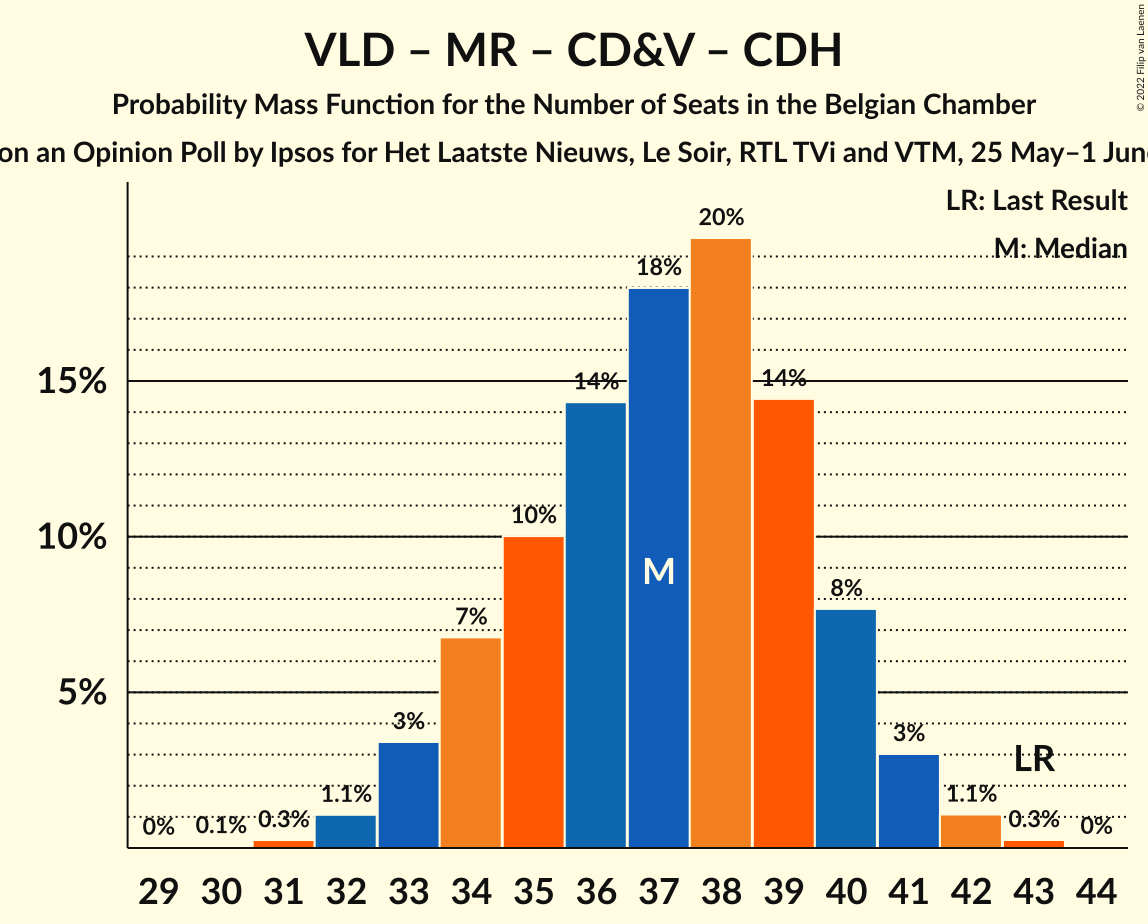 © 2022 Filip van Laenen
VLD – MR – CD&V – CDH
Probability Mass Function for the Number of Seats in the Belgian Chamber
on an Opinion Poll by Ipsos for Het Laatste Nieuws, Le Soir, RTL TVi and VTM, 25 May–1 June
LR: Last Result
M: Median
20%
18%
15%
14%
14%
10%
10%
M
8%
7%
5%
3%
3%
LR
1.1%
1.1%
0%
0.1%
0.3%
0.3%
0%
29 30 31 32 33 34 35 36 37 38 39 40 41 42 43 44